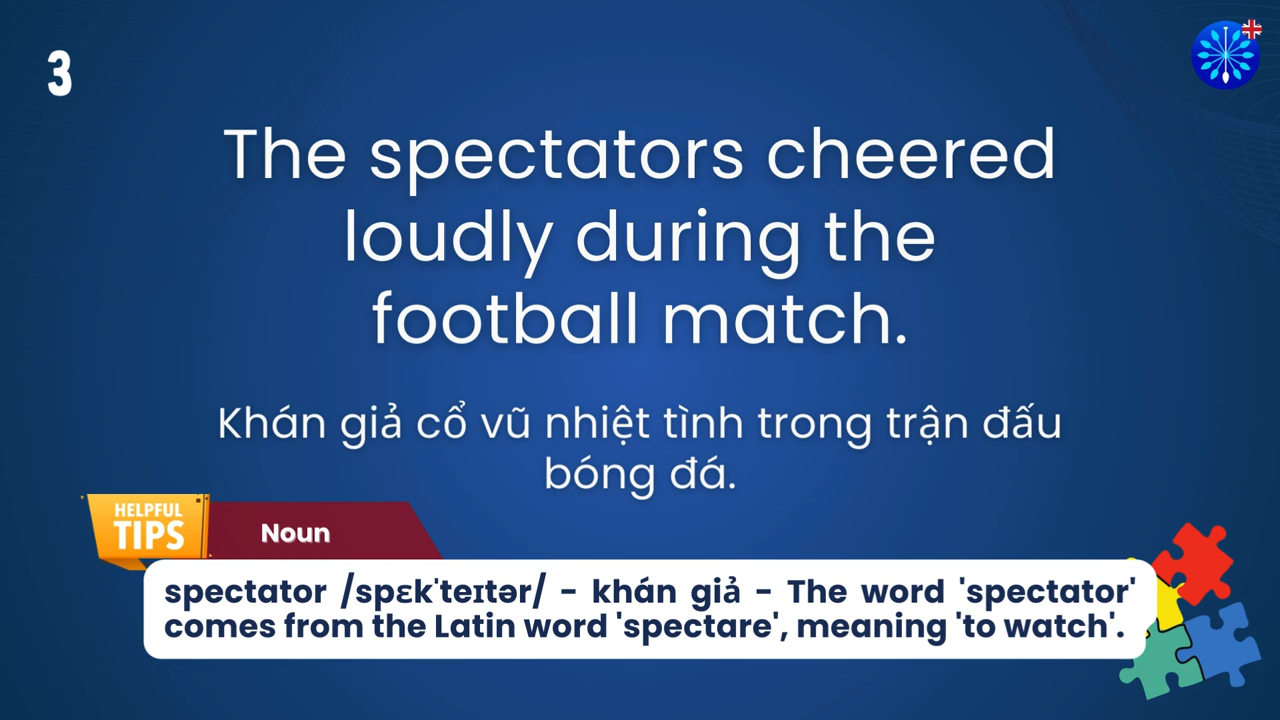 3
The spectators cheered
loudly during the
football match.
Khán giả cổ vũ nhiệt tình trong trận đấu
bóng đá.
HELPFUL
TIPS
Noun
spectator /spɛkˈteɪtər/ - khán giả - The word 'spectator'
comes from the Latin word 'spectare', meaning 'to watch'.